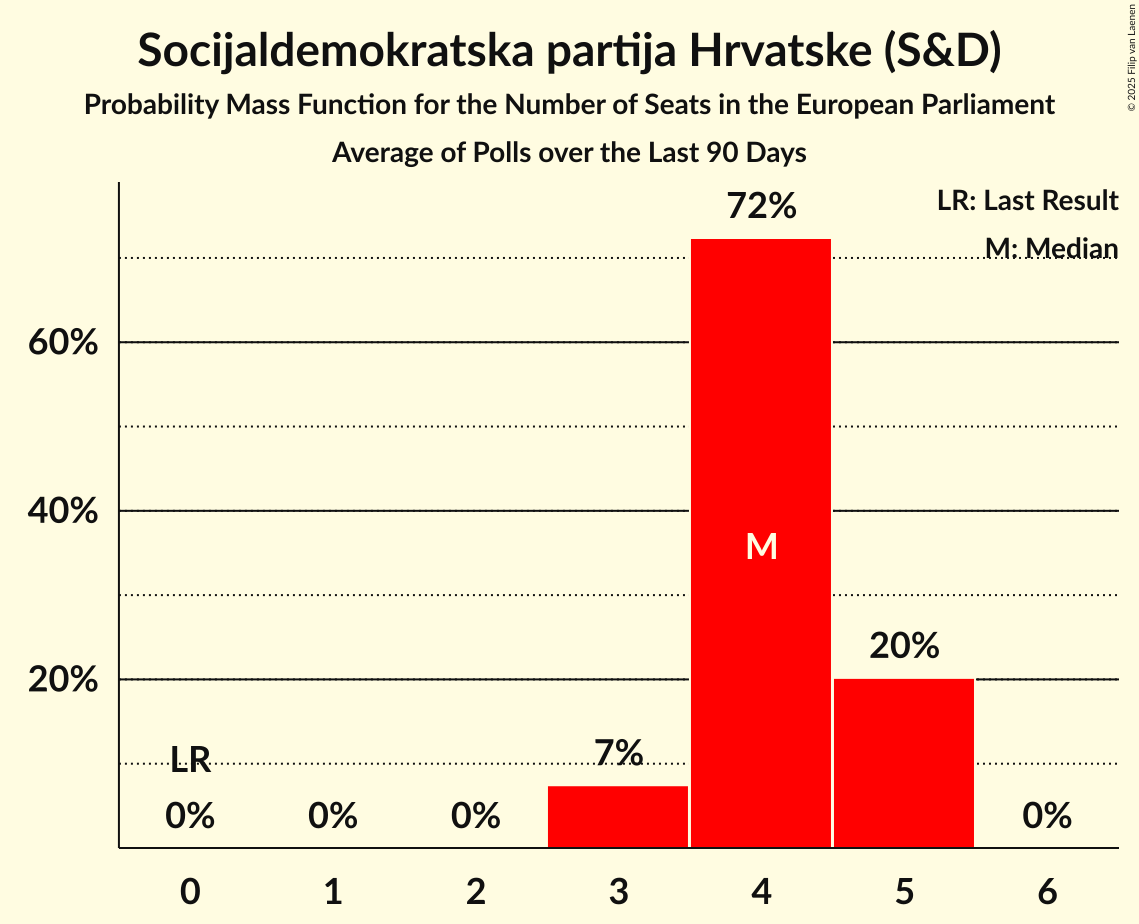 Socijaldemokratska partija Hrvatske (S&D)
Probability Mass Function for the Number of Seats in the European Parliament
Average of Polls over the Last 90 Days
© 2025 Filip van Laenen
LR: Last Result
M: Median
72%
60%
40%
M
20%
20%
LR
7%
0%
0%
0%
0%
0
1
2
3
4
5
6